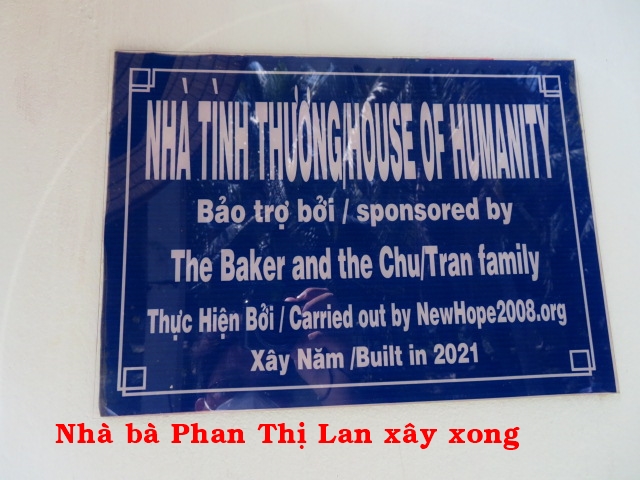 NHÀ TÌNH THƯƠNG/HOUSE OF HUMANITY
Bảo trợ bởi / sponsored by
The Baker and the Chu/Tran family
Thực Hiện Bởi / Carried out by NewHope2008.org
Xây Năm /Built in 2021
Nhà bà Phan Thị Lan xây xong